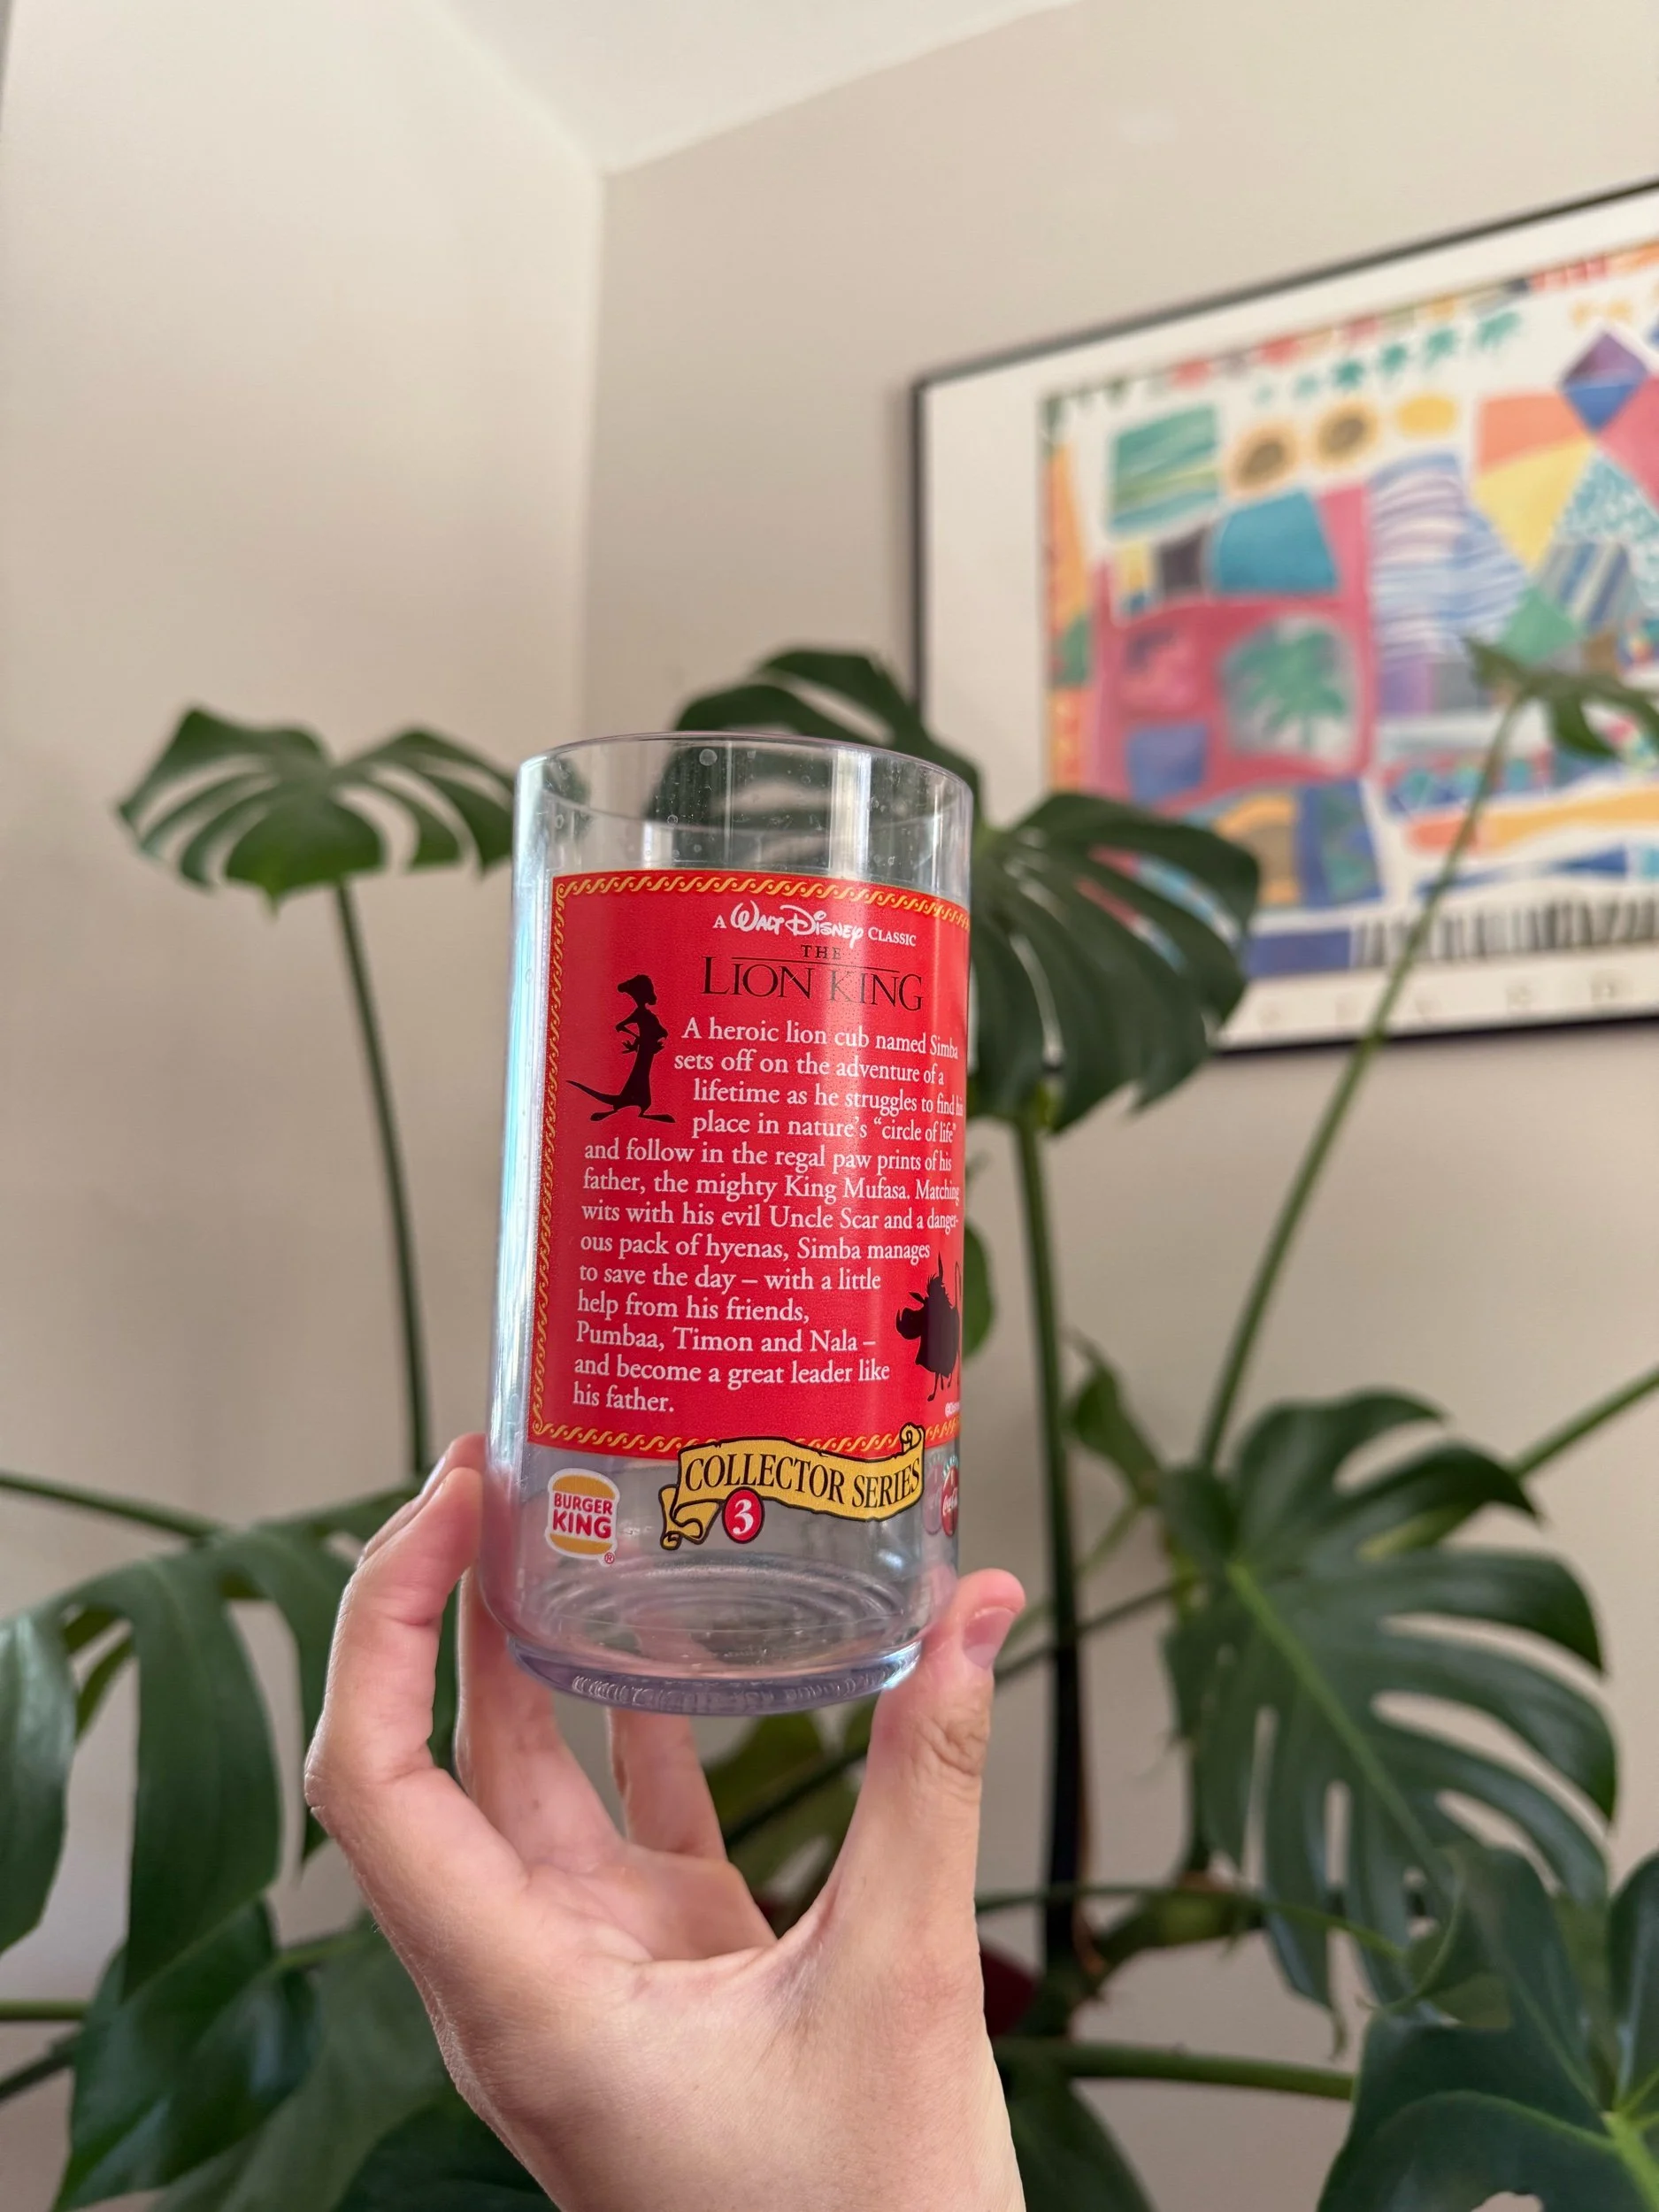 A WALT DISNEY CLASSIC
THE
LION KING
A heroic lion cub named Simba
sets off on the adventure of a
lifetime as he struggles to find his
place in nature's “circle of life”
and follow in the regal paw prints of his
father, the mighty King Mufasa. Matching
wits with his evil Uncle Scar and a danger-
ous pack of hyenas, Simba manages
to save the day – with a little
help from his friends,
Pumbaa, Timon and Nala –
and become a great leader like
his father.
COLLECTOR SERIES
3
BURGER
KING
®